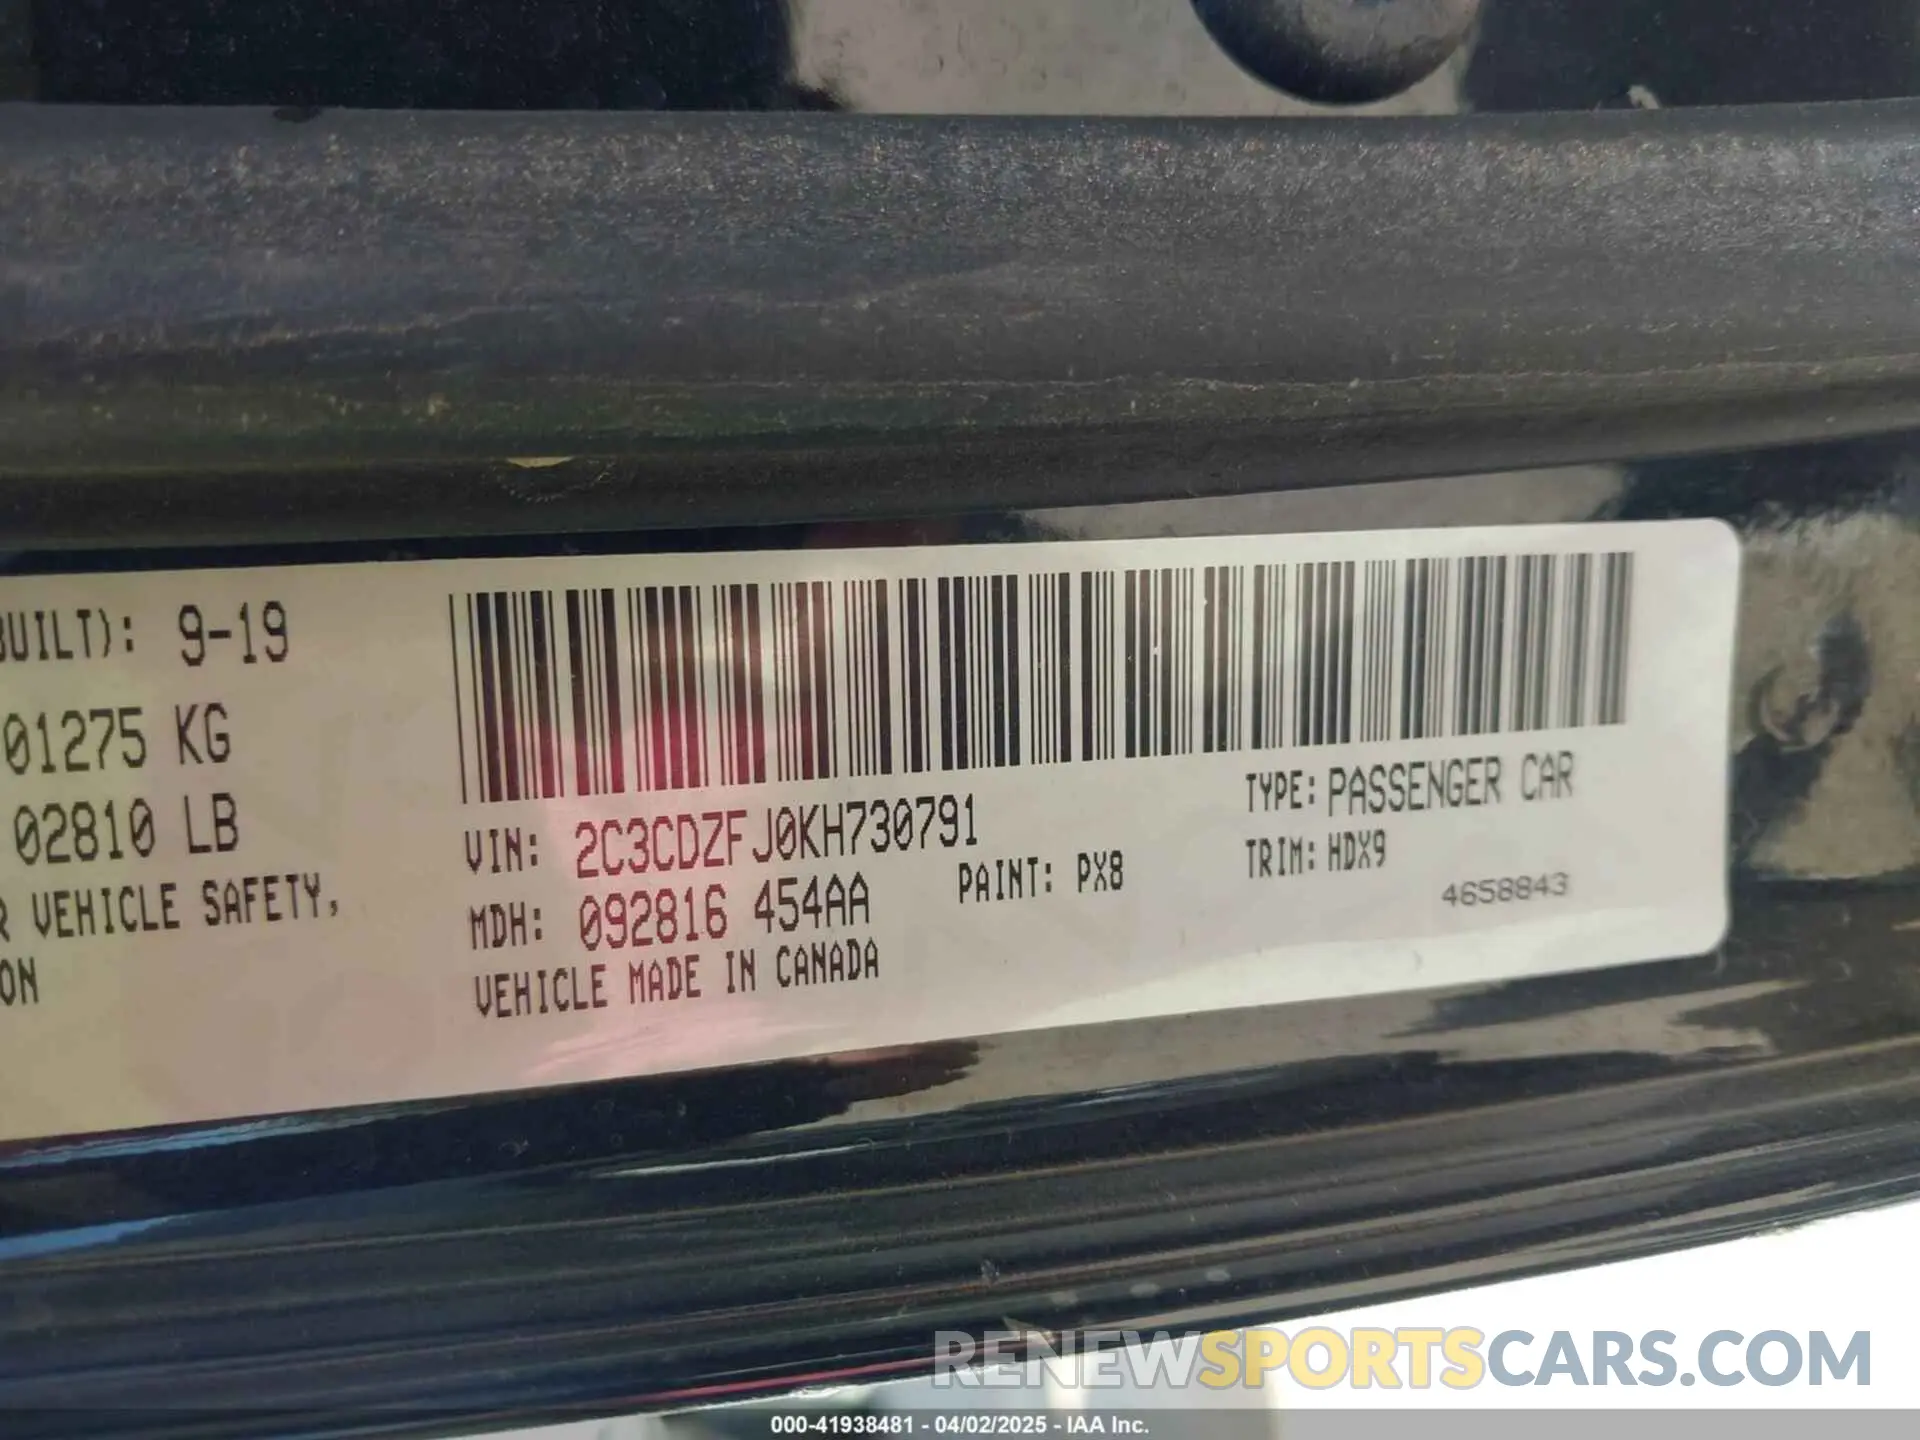 BUILT): 9-19
01275 KG
02810 LB
R VEHICLE SAFETY,
ON
VIN: 2C3CDZFJ0KH730791
MDH: 092816 454AA
VEHICLE MADE IN CANADA
PAINT: PX8
TYPE: PASSENGER CAR
TRIM: HDX9
4658843
RENEWSPORTSCARS.COM
000-41938481 - 04/02/2025 - IAA Inc.